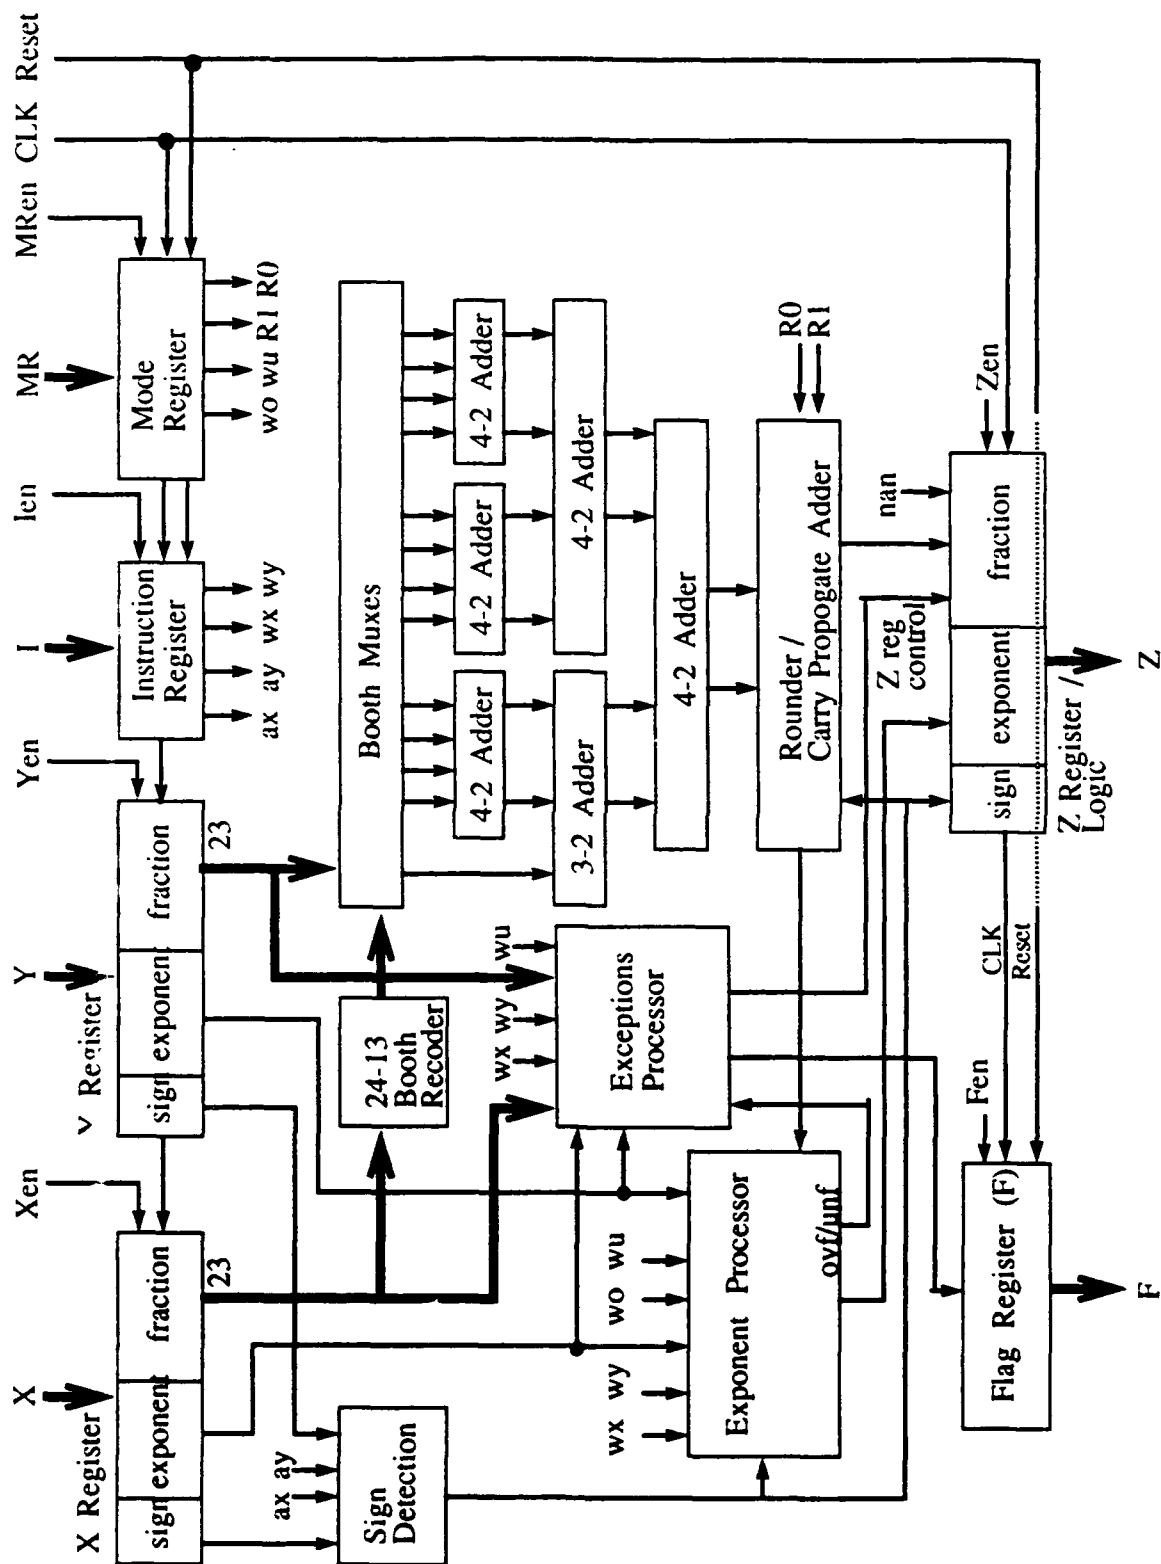 X
Xen
Y
Yen
I
Ien
MR
MRen CLK Reset
X Register
sign
exponent
fraction
23
Y Register
sign
exponent
fraction
23
Instruction
Register
ax ay wx wy
Mode
Register
wo wu R1 R0
ax ay
Sign
Detection
24-13
Booth
Recoder
Booth Muxes
4-2 Adder
4-2 Adder
4-2 Adder
3-2 Adder
4-2 Adder
4-2 Adder
wx wy
wu
Exceptions
Processor
wx wy
wo wu
Exponent Processor
ovf/unf
Rounder /
Carry Propogate Adder
R0
R1
Z reg
control
nan
Zen
Fen
CLK
Reset
Flag Register (F)
sign
exponent
fraction
Z Register /
Logic
F
Z